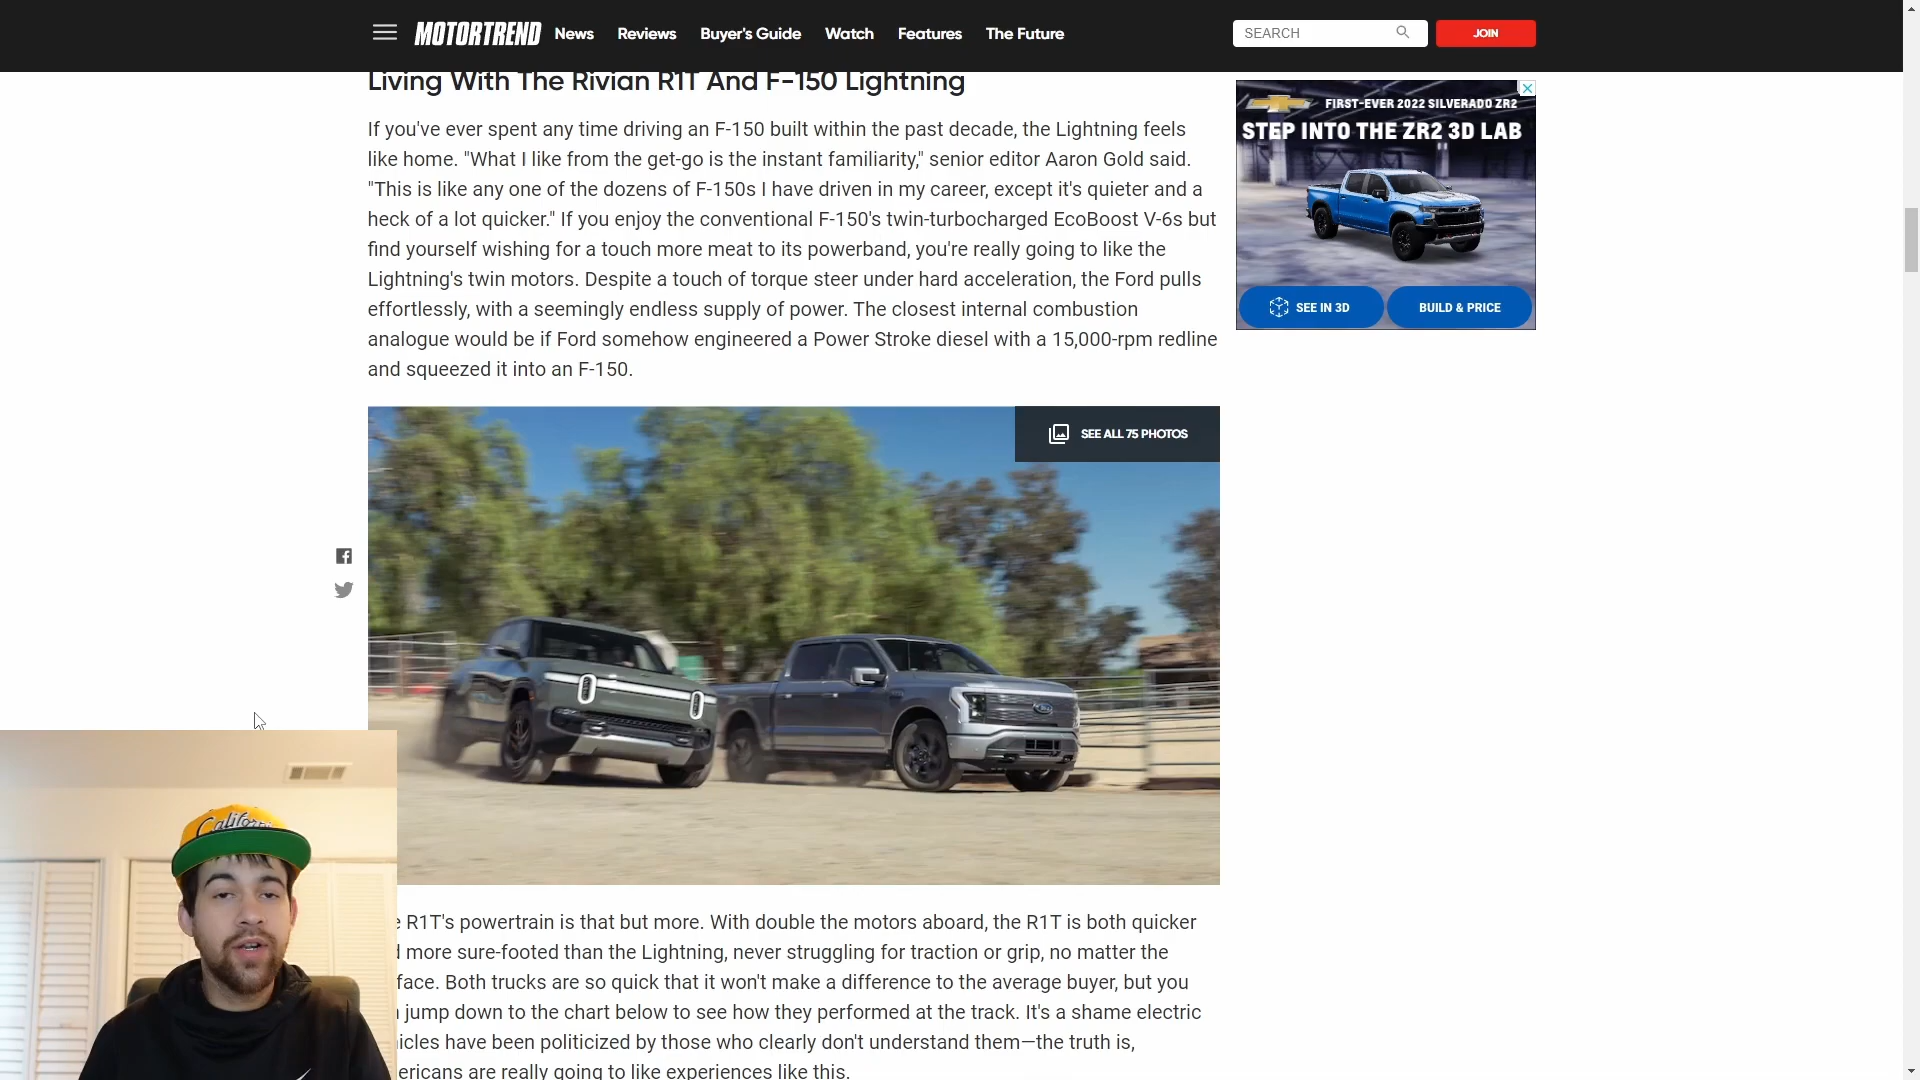 MOTORTREND News Reviews Buyer's Guide Watch Features The Future SEARCH JOIN
Living With The Rivian R1T And F-150 Lightning
If you've ever spent any time driving an F-150 built within the past decade, the Lightning feels
like home. "What I like from the get-go is the instant familiarity," senior editor Aaron Gold said.
"This is like any one of the dozens of F-150s I have driven in my career, except it's quieter and a
heck of a lot quicker." If you enjoy the conventional F-150's twin-turbocharged EcoBoost V-6s but
find yourself wishing for a touch more meat to its powerband, you're really going to like the
Lightning's twin motors. Despite a touch of torque steer under hard acceleration, the Ford pulls
effortlessly, with a seemingly endless supply of power. The closest internal combustion
analogue would be if Ford somehow engineered a Power Stroke diesel with a 15,000-rpm redline
and squeezed it into an F-150.
FIRST-EVER 2022 SILVERADO ZR2
STEP INTO THE ZR2 3D LAB
SEE IN 3D
BUILD & PRICE
SEE ALL 75 PHOTOS
R1T's powertrain is that but more. With double the motors aboard, the R1T is both quicker
more sure-footed than the Lightning, never struggling for traction or grip, no matter the
face. Both trucks are so quick that it won't make a difference to the average buyer, but you
jump down to the chart below to see how they performed at the track. It's a shame electric
icles have been politicized by those who clearly don't understand them—the truth is,
ericans are really going to like experiences like this.